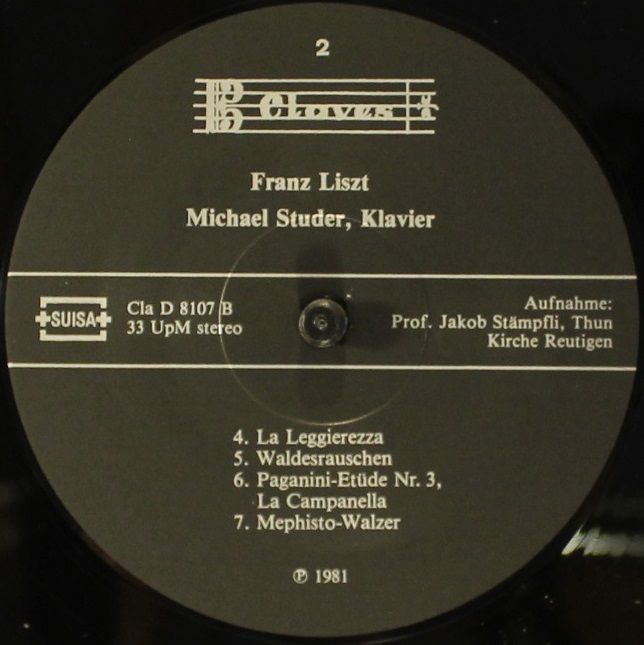 2
Claves
Franz Liszt
Michael Studer, Klavier
SUISA
Cla D 8107 B
33 UpM stereo
Aufnahme:
Prof. Jakob Stämpfli, Thun
Kirche Reutigen
4. La Leggierezza
5. Waldesrauschen
6. Paganini-Etüde Nr. 3,
La Campanella
7. Mephisto-Walzer
℗ 1981